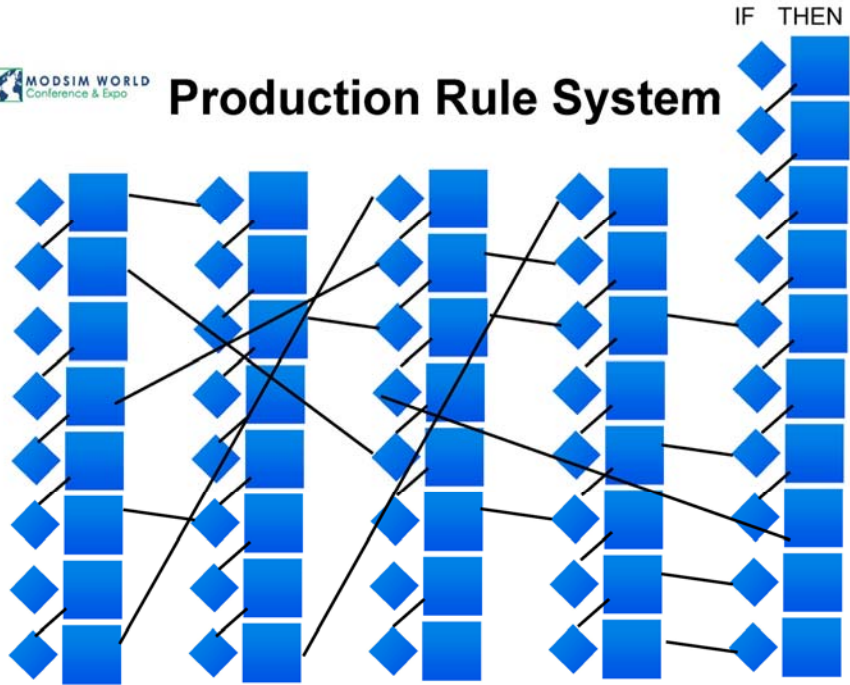 IF THEN
MODSIM WORLD
Conference & Expo
Production Rule System